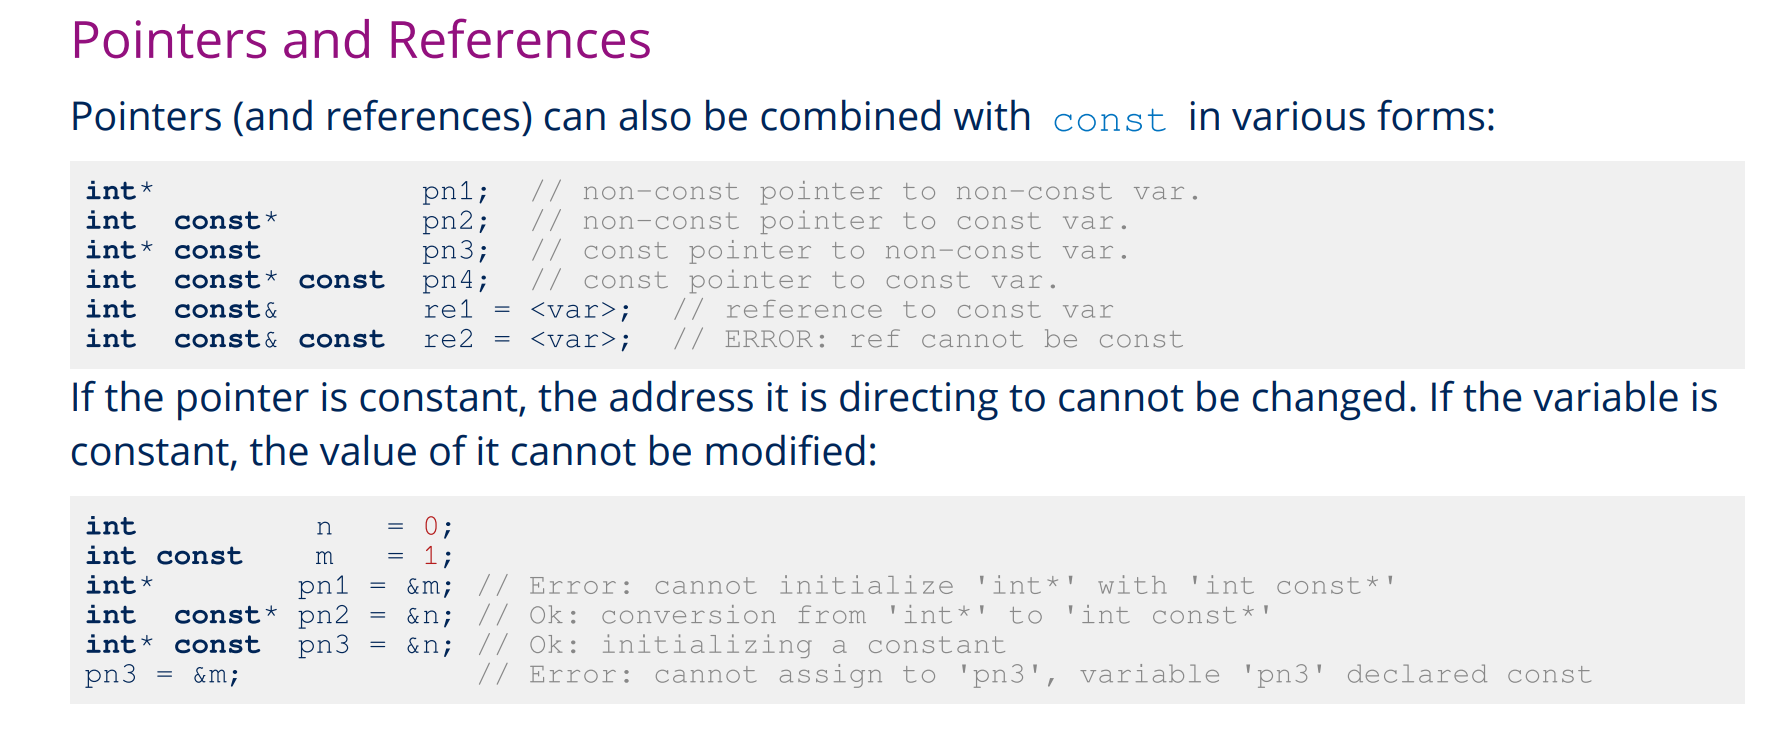 Pointers and References
Pointers (and references) can also be combined with const in various forms:
int*                   pn1;  // non-const pointer to non-const var.
int  const*        pn2;  // non-const pointer to const var.
int* const         pn3;  // const pointer to non-const var.
int  const* const  pn4;  // const pointer to const var.
int  const&        re1 = <var>;  // reference to const var
int  const& const  re2 = <var>;  // ERROR: ref cannot be const
If the pointer is constant, the address it is directing to cannot be changed. If the variable is
constant, the value of it cannot be modified:
int          n   = 0;
int const    m   = 1;
int*        pn1 = &m; // Error: cannot initialize 'int*' with 'int const*'
int  const* pn2 = &n; // Ok: conversion from 'int*' to 'int const*'
int* const  pn3 = &n; // Ok: initializing a constant
pn3 = &m;             // Error: cannot assign to 'pn3', variable 'pn3' declared const